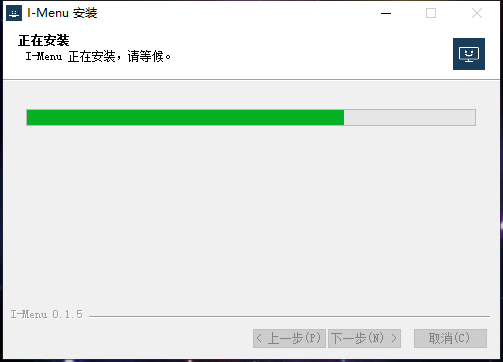 I-Menu 安装
正在安装
I-Menu 正在安装，请等候。
I-Menu 0.1.5
< 上一步(P)
下一步(N) >
取消(C)